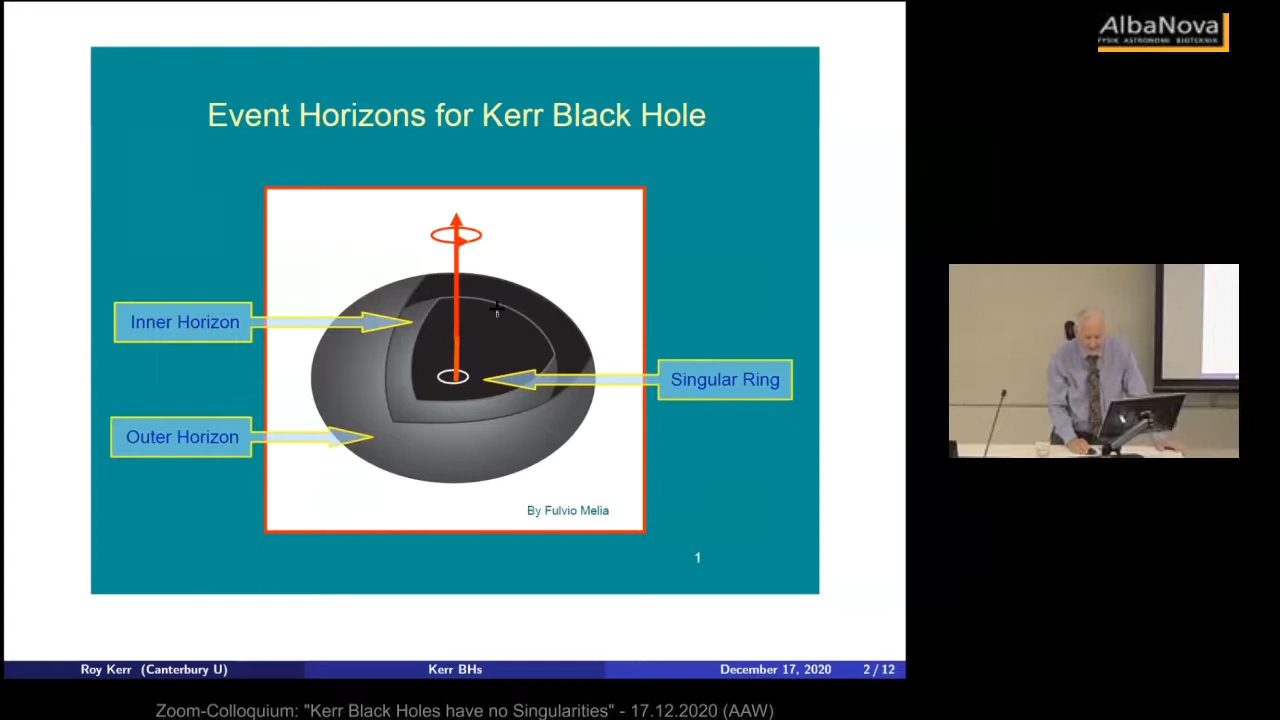 AlbaNova
FYSIK ASTRONOMI BIOTEKNIK
Event Horizons for Kerr Black Hole
Inner Horizon
Singular Ring
Outer Horizon
By Fulvio Melia
1
Roy Kerr (Canterbury U)
Kerr BHs
December 17, 2020
2 / 12
Zoom-Colloquium: "Kerr Black Holes have no Singularities" - 17.12.2020 (AAW)